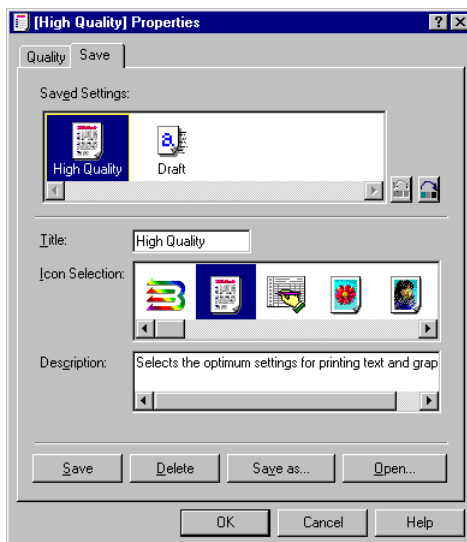 [High Quality] Properties
Quality Save
Saved Settings:
High Quality Draft
Title: High Quality
Icon Selection:
Description: Selects the optimum settings for printing text and grap
Save Delete Save as... Open...
OK Cancel Help